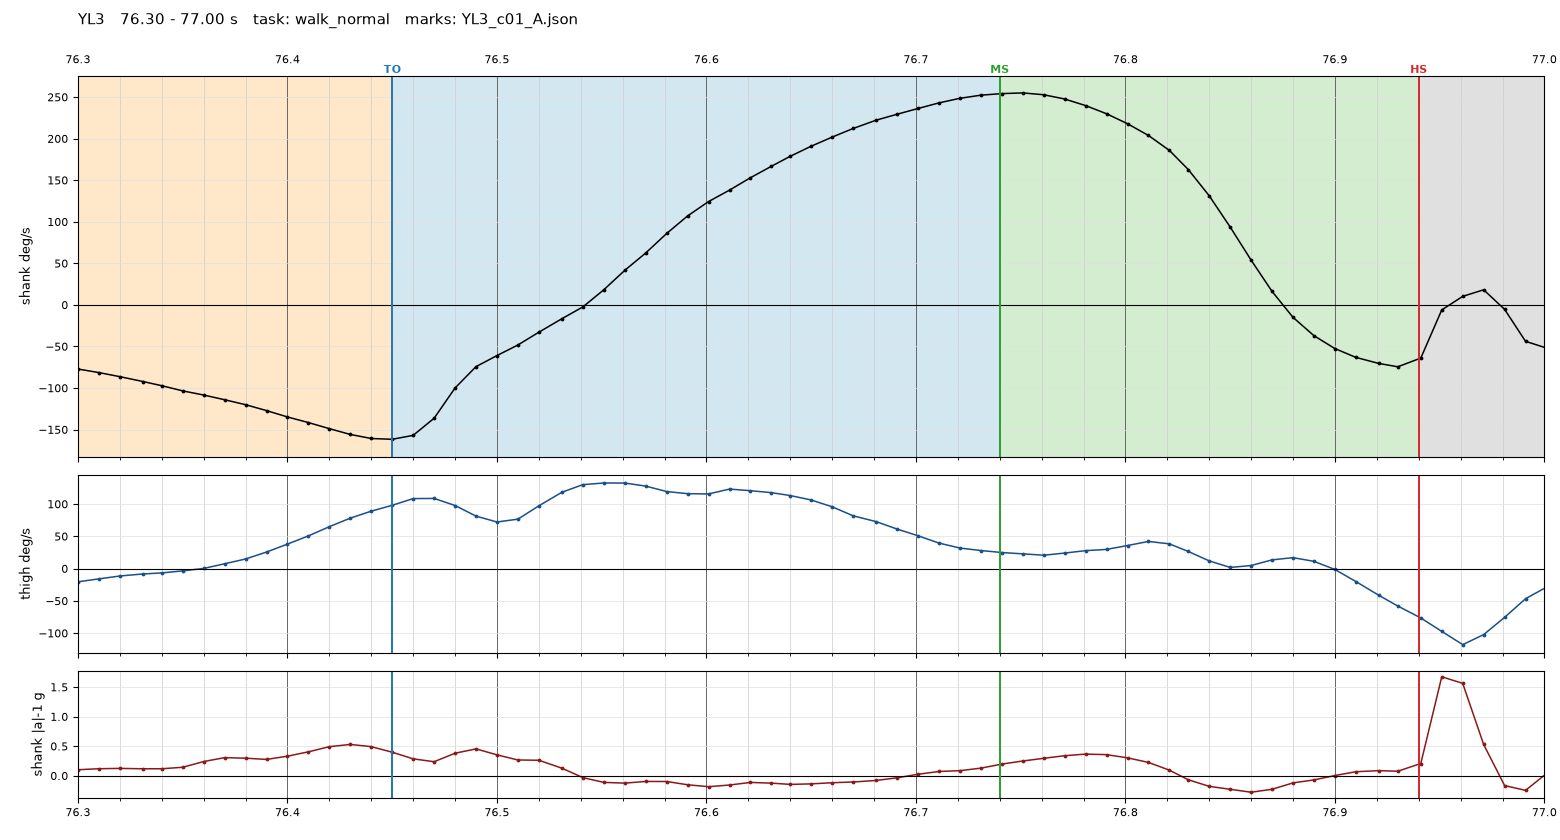 YL3   76.30 - 77.00 s   task: walk_normal   marks: YL3_c01_A.json
76.3 76.4 76.5 76.6 76.7 76.8 76.9 77.0
TO MS HS
250
200
150
100
50
0
−50
−100
−150
shank deg/s
100
50
0
−50
−100
thigh deg/s
1.5
1.0
0.5
0.0
shank |a|-1 g
76.3 76.4 76.5 76.6 76.7 76.8 76.9 77.0